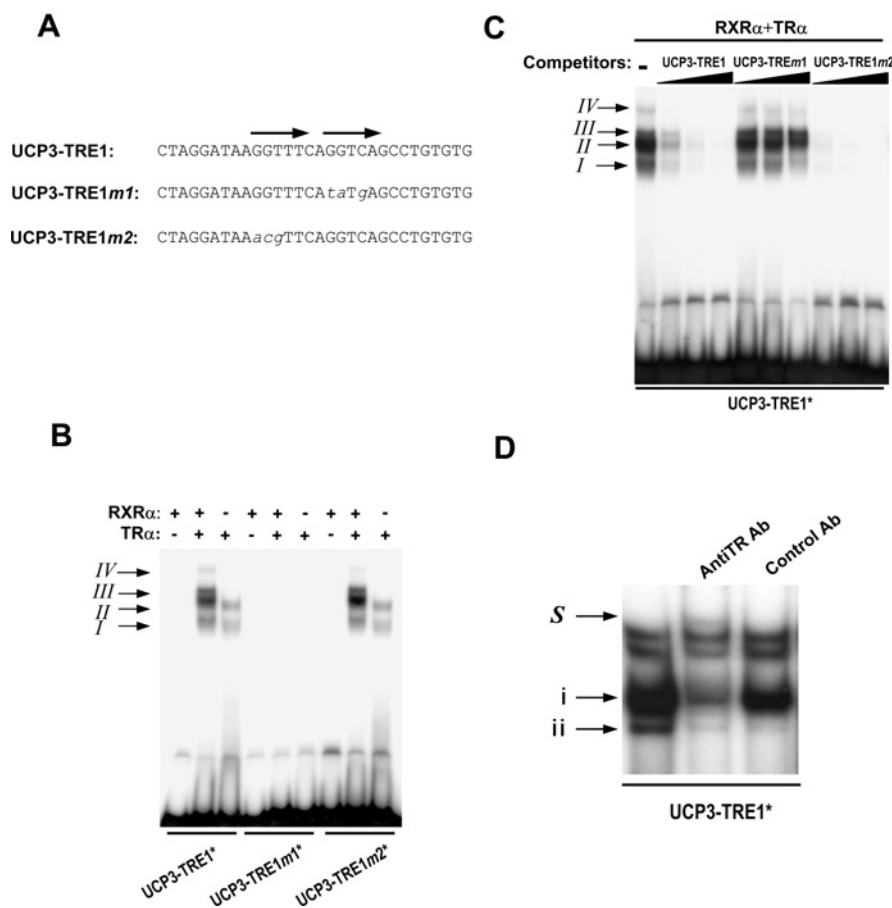 A
UCP3-TRE1: CTAGGATAAGGTTTCAGGTCAGCCTGTGTG
UCP3-TRE1m1: CTAGGATAAGGTTTCAtaTgAGCCTGTGTG
UCP3-TRE1m2: CTAGGATAAacgTTCAGGTCAGCCTGTGTG
C
RXRα+TRα
Competitors: - UCP3-TRE1 UCP3-TREm1 UCP3-TRE1m2
IV
III
II
I
UCP3-TRE1*
B
RXRα: + + - + + - + + -
TRα: - + + - + + - + +
IV
III
II
I
UCP3-TRE1* UCP3-TRE1m1* UCP3-TRE1m2*
D
AntiTR Ab Control Ab
S
i
ii
UCP3-TRE1*